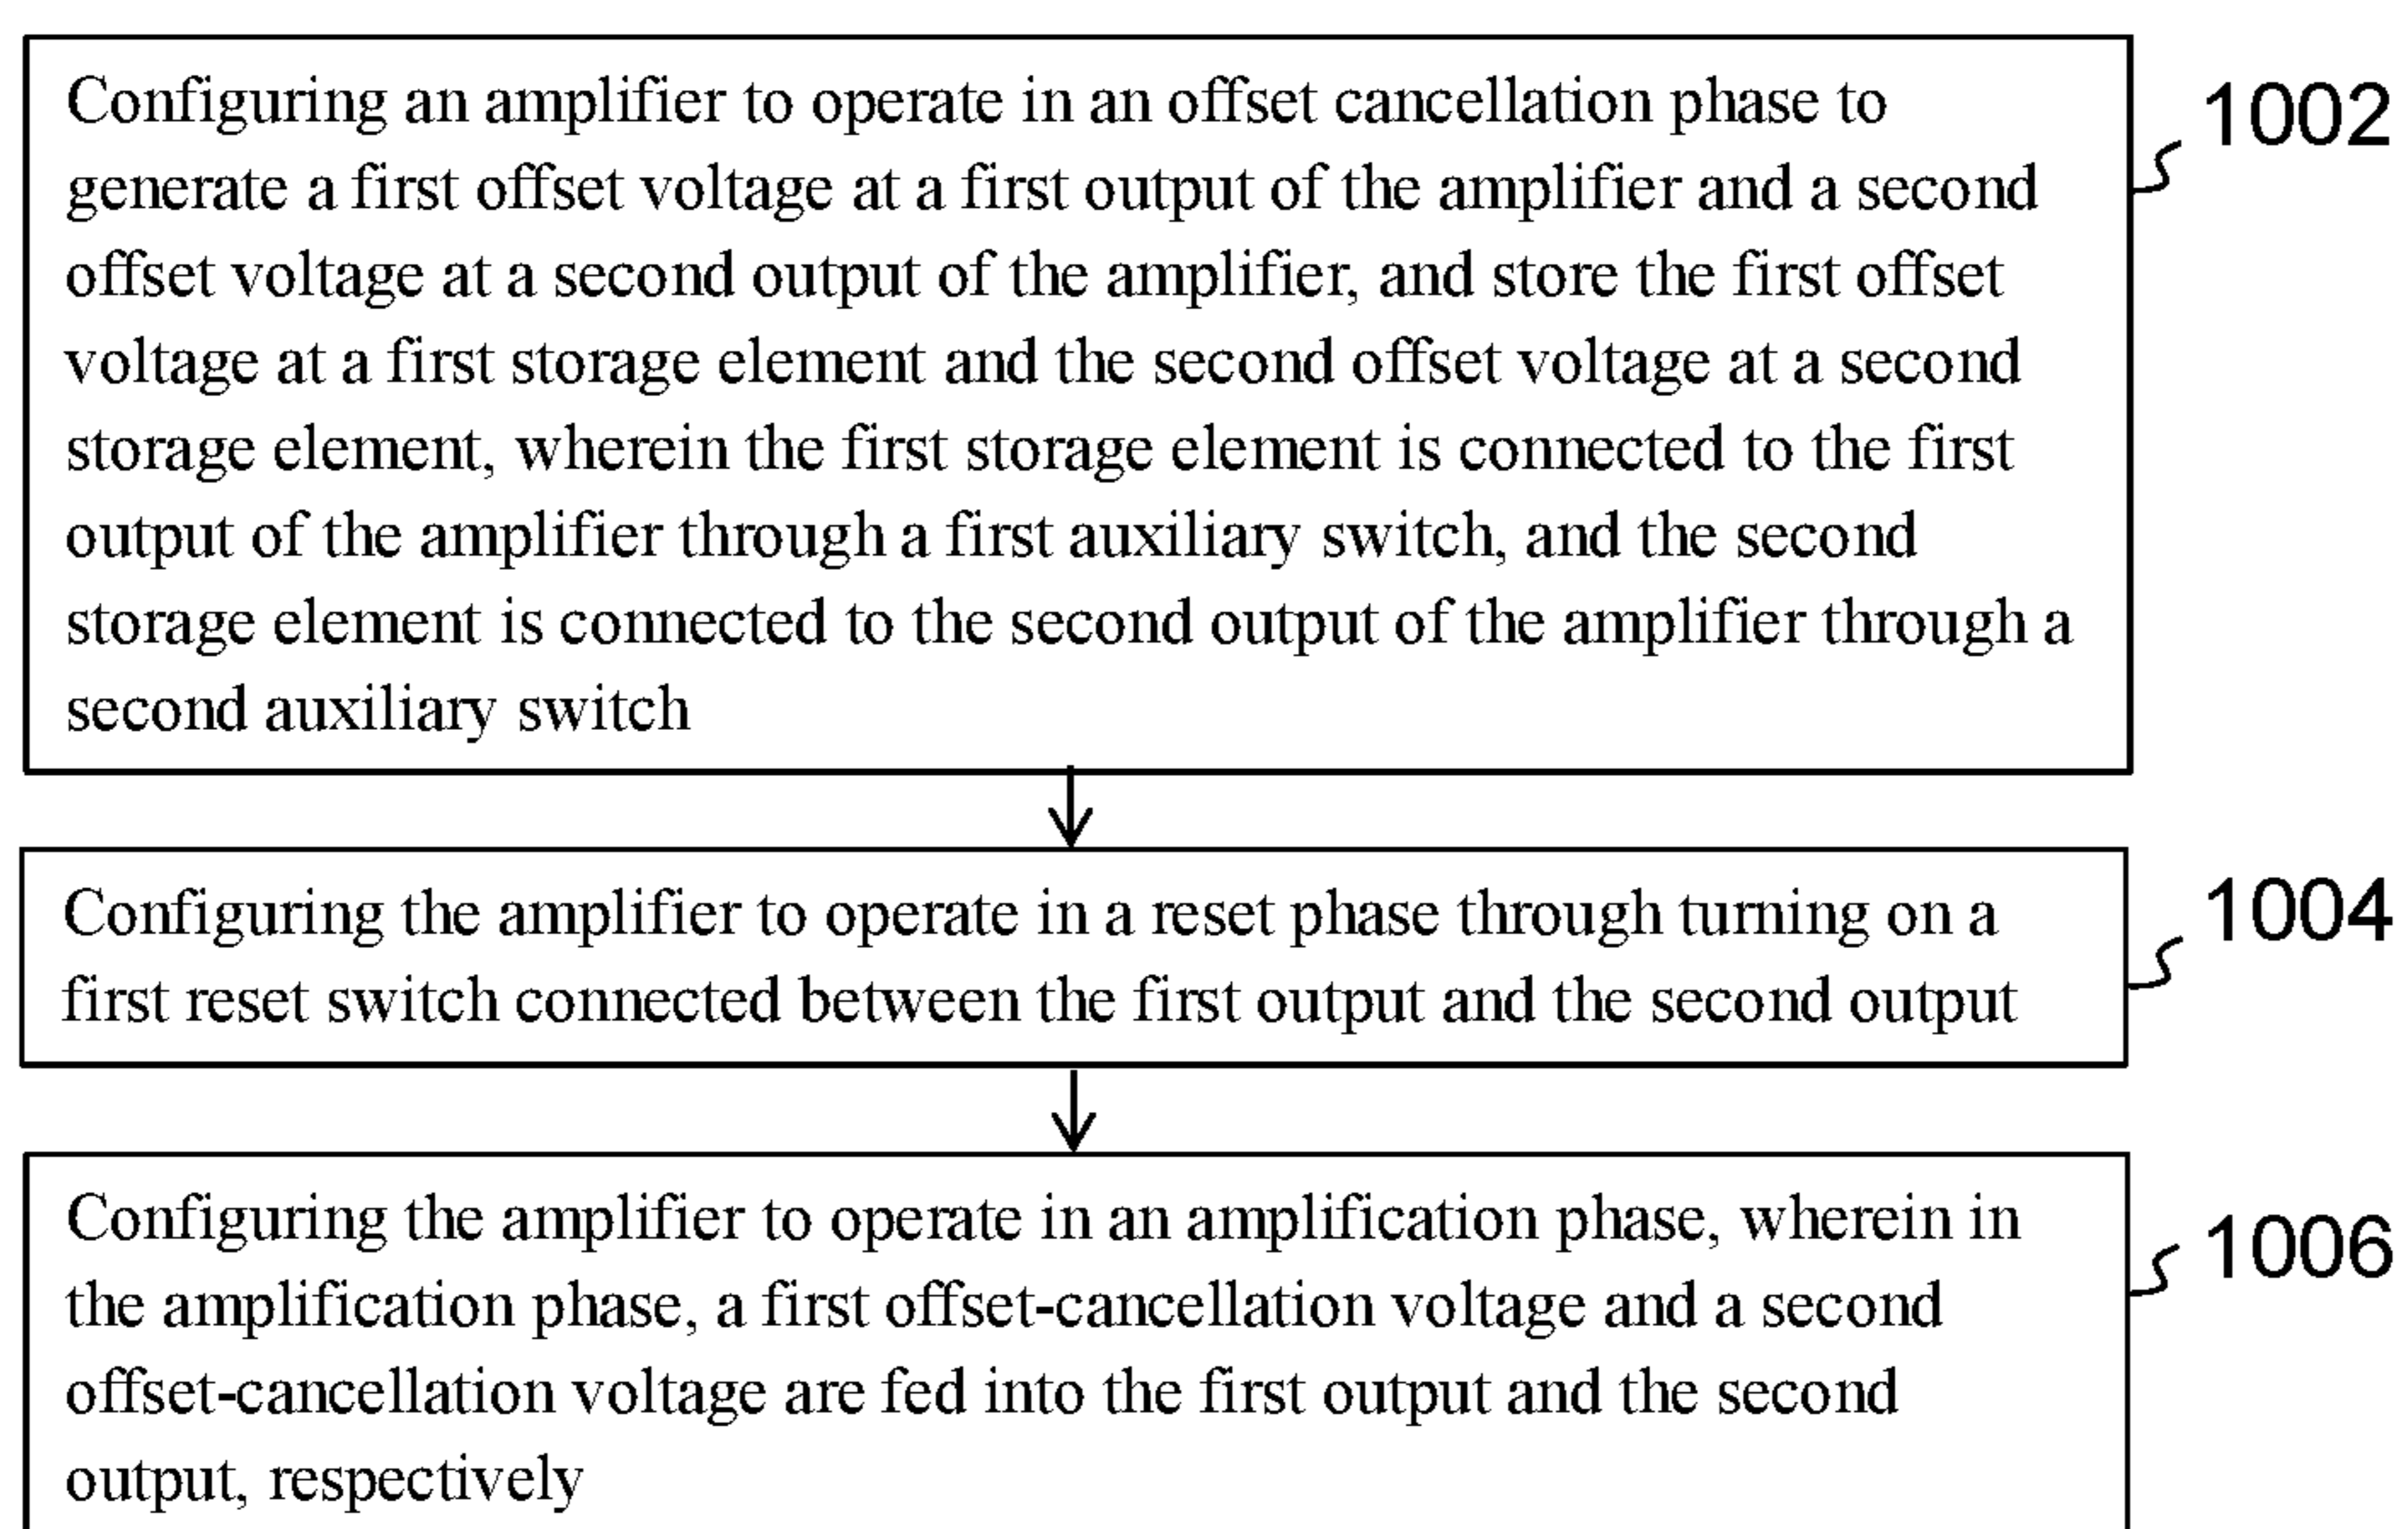 Configuring an amplifier to operate in an offset cancellation phase to
generate a first offset voltage at a first output of the amplifier and a second
offset voltage at a second output of the amplifier, and store the first offset
voltage at a first storage element and the second offset voltage at a second
storage element, wherein the first storage element is connected to the first
output of the amplifier through a first auxiliary switch, and the second
storage element is connected to the second output of the amplifier through a
second auxiliary switch
1002
Configuring the amplifier to operate in a reset phase through turning on a
first reset switch connected between the first output and the second output
1004
Configuring the amplifier to operate in an amplification phase, wherein in
the amplification phase, a first offset-cancellation voltage and a second
offset-cancellation voltage are fed into the first output and the second
output, respectively
1006